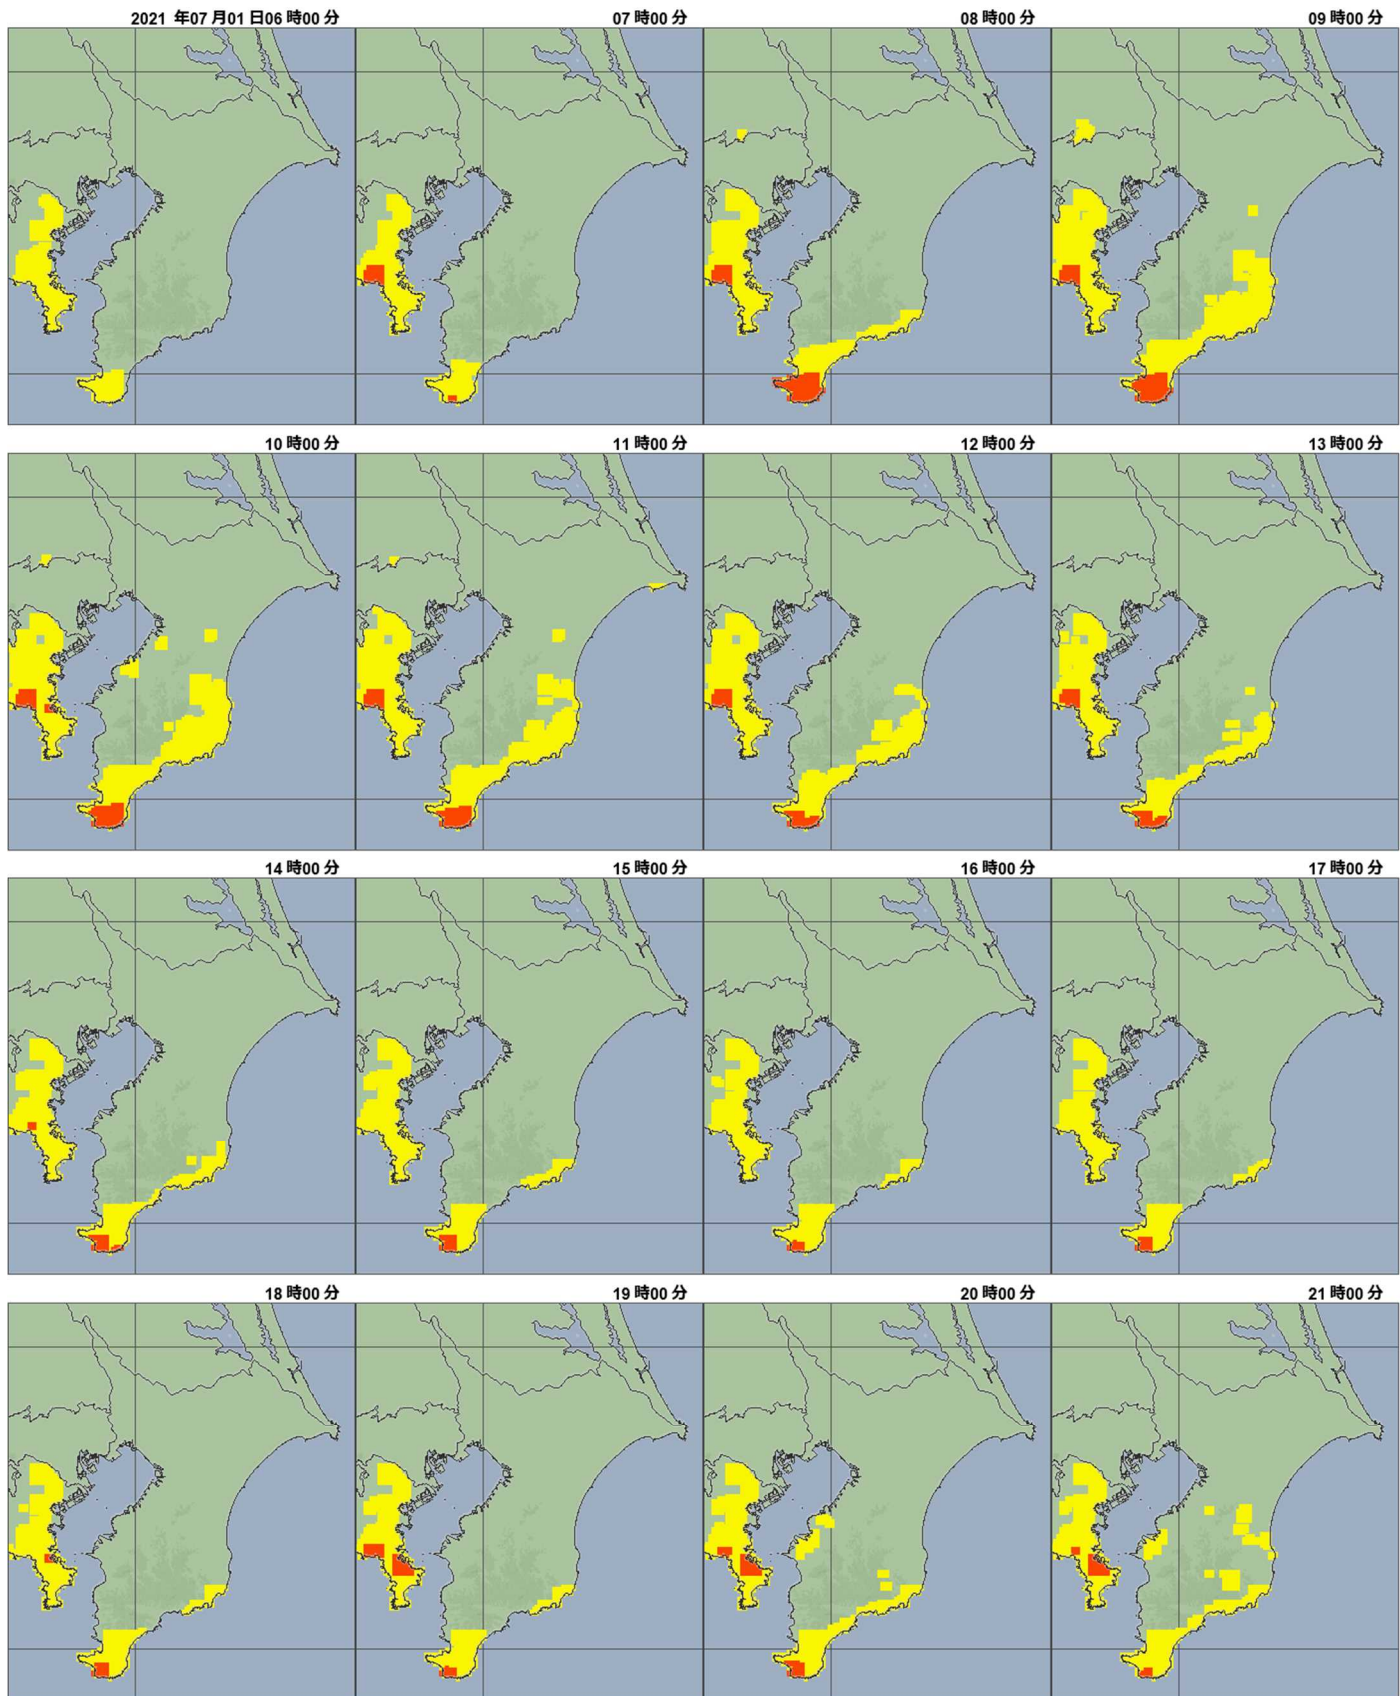 2021 年07 月01 日06 時00 分
07 時00 分
08 時00 分
09 時00 分
10 時00 分
11 時00 分
12 時00 分
13 時00 分
14 時00 分
15 時00 分
16 時00 分
17 時00 分
18 時00 分
19 時00 分
20 時00 分
21 時00 分